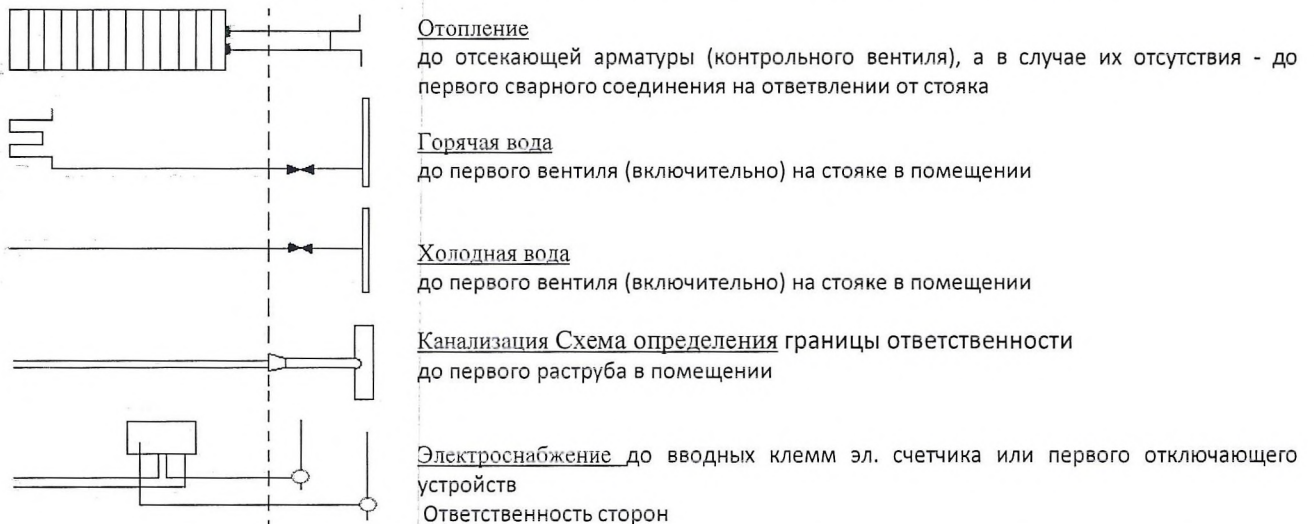 Отопление
до отсекающей арматуры (контрольного вентиля), а в случае их отсутствия - до
первого сварного соединения на ответвлении от стояка
Горячая вода
до первого вентиля (включительно) на стояке в помещении
Холодная вода
до первого вентиля (включительно) на стояке в помещении
Канализация Схема определения границы ответственности
до первого раструба в помещении
Электроснабжение до вводных клемм эл. счетчика или первого отключающего
устройств
Ответственность сторон